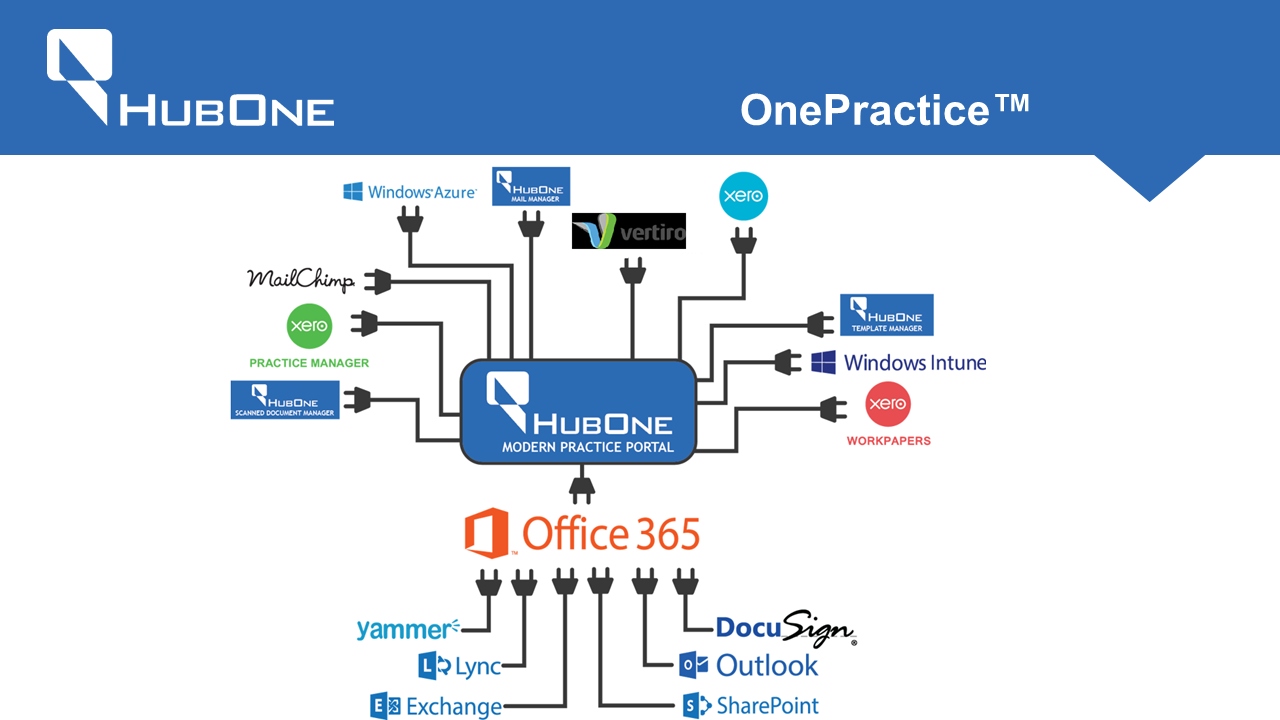 HUBONE
OnePractice™
Windows® Azure™
HUBONE
MAIL MANAGER
vertiro
xero
MailChimp
xero
PRACTICE MANAGER
HUBONE
SCANNED DOCUMENT MANAGER
HUBONE
TEMPLATE MANAGER
Windows Intune
xero
WORKPAPERS
HUBONE
MODERN PRACTICE PORTAL
Office 365
yammer
DocuSign®
L Lync
O Outlook
E Exchange
S SharePoint